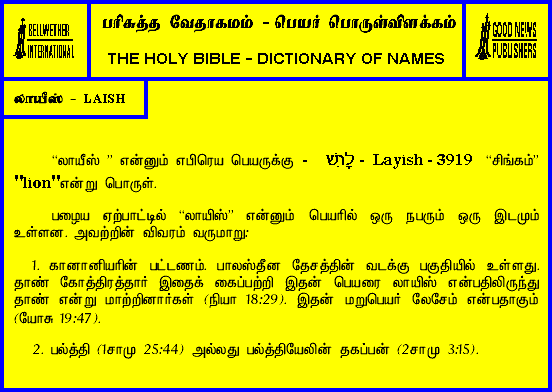 BELLWETHER
INTERNATIONAL
பரிசுத்த வேதாகமம் - பெயர் பொருள்விளக்கம்
THE HOLY BIBLE - DICTIONARY OF NAMES
GOOD NEWS
PUBLISHERS
லாயீஸ் - LAISH
“லாயீஸ் ” என்னும் எபிரெய பெயருக்கு - לָיִשׁ - Layish - 3919 “சிங்கம்”
"lion"என்று பொருள்.
பழைய ஏற்பாட்டில் “லாயிஸ்” என்னும் பெயரில் ஒரு நபரும் ஒரு இடமும்
உள்ளன. அவற்றின் விவரம் வருமாறு:
1. கானானியரின் பட்டணம். பாலஸ்தீன தேசத்தின் வடக்கு பகுதியில் உள்ளது.
தாண் கோத்திரத்தார் இதைக் கைப்பற்றி இதன் பெயரை லாயிஸ் என்பதிலிருந்து
தாண் என்று மாற்றினார்கள் (நியா 18:29). இதன் மறுபெயர் லேசேம் என்பதாகும்
(யோசு 19:47).
2. பல்த்தி (1சாமு 25:44) அல்லது பல்த்தியேலின் தகப்பன் (2சாமு 3:15).